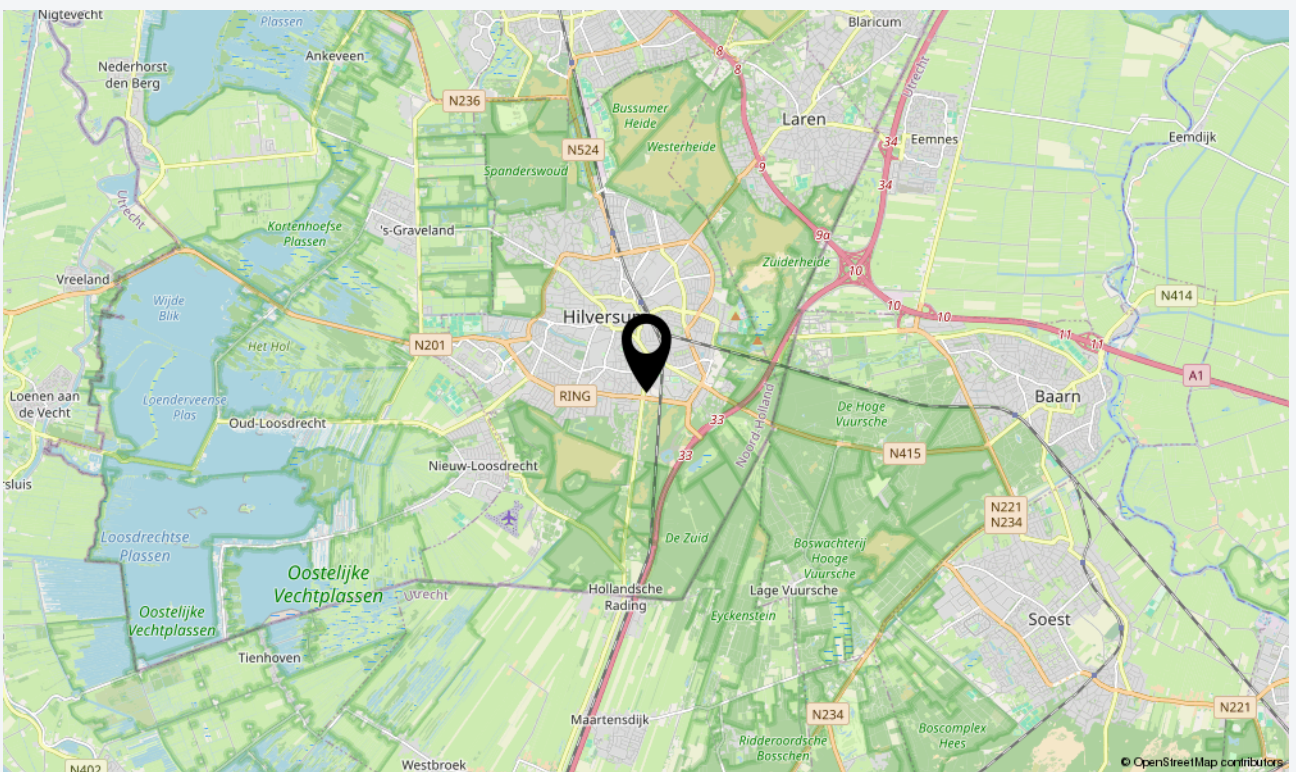 Nigtevecht
Plassen
Blaricum
Ankeveen
8
8
Nederhorst
den Berg
Utrecht
N236
Bussumer
Heide
Laren
Eemnes
Eemdijk
34
N524
Westerheide
9
Spanderswoud
34
Utrecht
Kortenhoefse
Plassen
's-Graveland
9a
Zuiderheide
10
Vreeland
Wijde
Blik
N414
10
10
Hilversu
11
11
N201
Het Hol
A1
Loenen aan
de Vecht
Loenderveense
Plas
RING
Baarn
De Hoge
Vuursche
Noord-Holland
33
Oud-Loosdrecht
N415
33
Nieuw-Loosdrecht
rsluis
N221
N234
Loosdrechtse
Plassen
De Zuid
Boswachterij
Hooge
Vuursche
Oostelijke
Vechtplassen
Utrecht
Hollandsche
Rading
Lage Vuursche
Oostelijke
Vechtplassen
Eyckenstein
Soest
Tienhoven
N234
N221
Maartensdijk
Boscomplex
Hees
Ridderoordsche
Bosschen
Westbroek
N402
© OpenStreetMap contributors